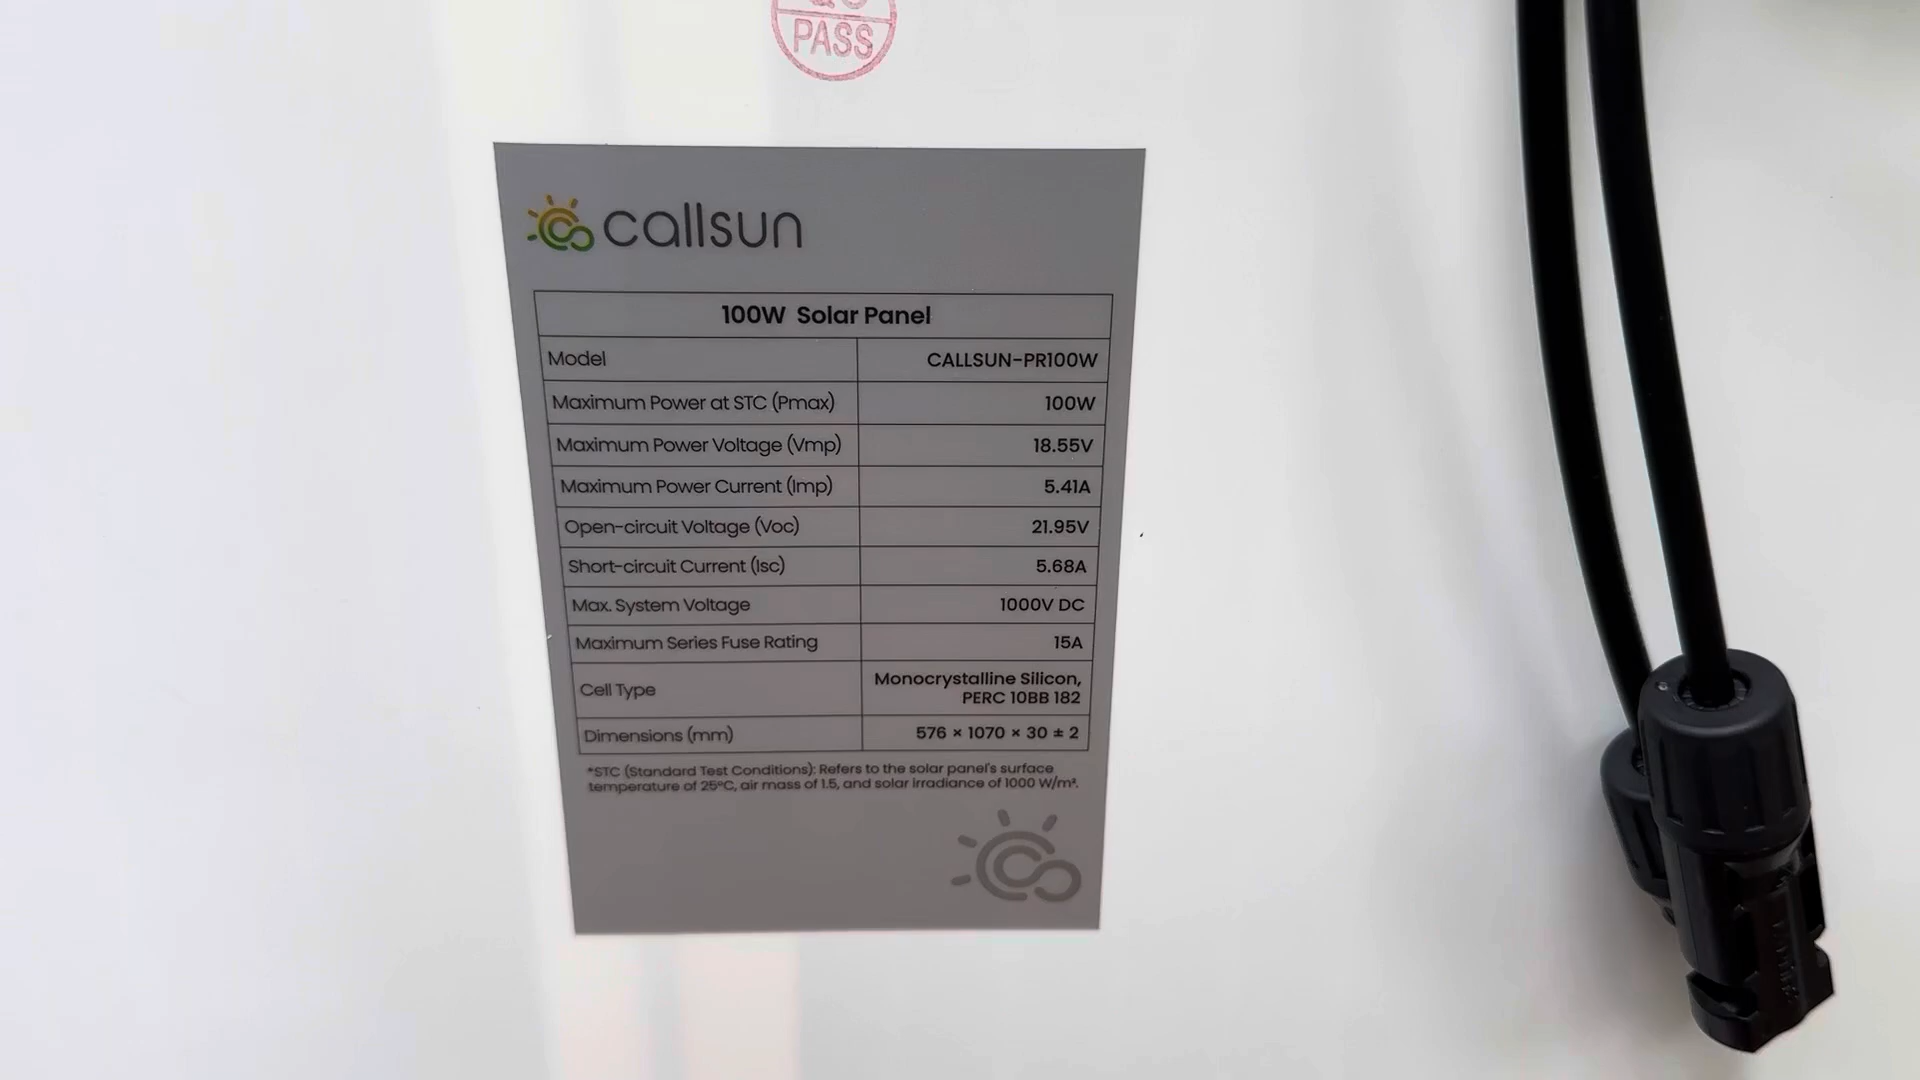 PASS
callsun
100W Solar Panel
Model CALLSUN-PR100W
Maximum Power at STC (Pmax) 100W
Maximum Power Voltage (Vmp) 18.55V
Maximum Power Current (Imp) 5.41A
Open-circuit Voltage (Voc) 21.95V
Short-circuit Current (Isc) 5.68A
Max. System Voltage 1000V DC
Maximum Series Fuse Rating 15A
Cell Type Monocrystalline Silicon,
PERC 10BB 182
Dimensions (mm) 576 × 1070 × 30 ± 2
*STC (Standard Test Conditions): Refers to the solar panel's surface
temperature of 25°C, air mass of 1.5, and solar irradiance of 1000 W/m².